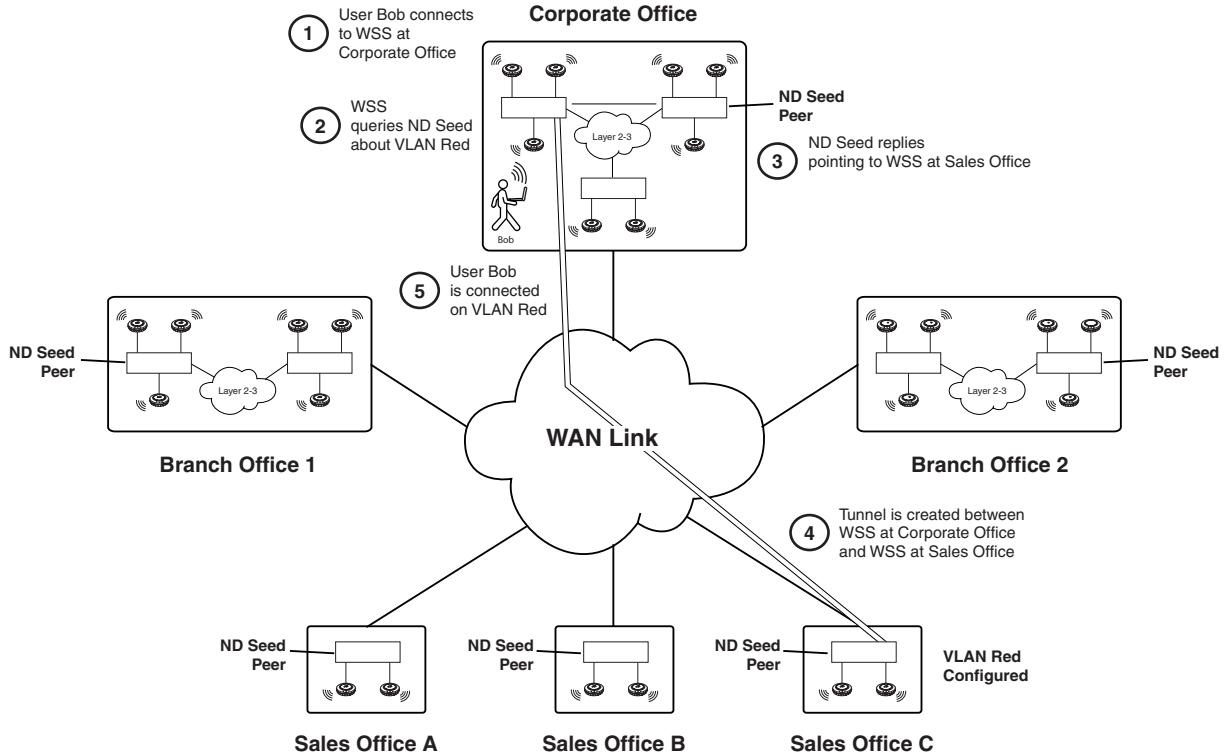 Corporate Office
1
User Bob connects
to WSS at
Corporate Office
2
WSS
queries ND Seed
about VLAN Red
Layer 2-3
Bob
ND Seed
Peer
3
ND Seed replies
pointing to WSS at Sales Office
5
User Bob
is connected
on VLAN Red
ND Seed
Peer
Layer 2-3
Branch Office 1
WAN Link
Layer 2-3
ND Seed
Peer
Branch Office 2
4
Tunnel is created between
WSS at Corporate Office
and WSS at Sales Office
ND Seed
Peer
Sales Office A
ND Seed
Peer
Sales Office B
ND Seed
Peer
VLAN Red
Configured
Sales Office C